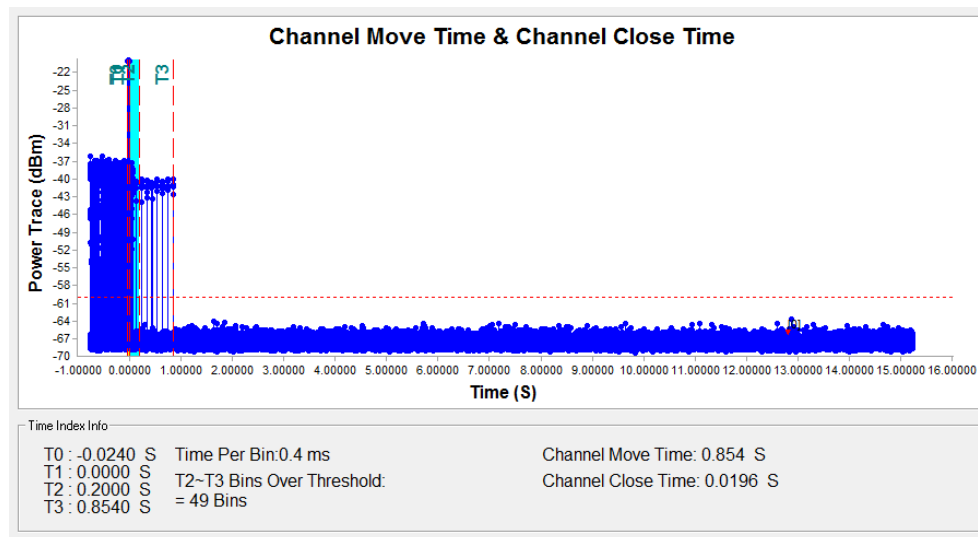 Channel Move Time & Channel Close Time
T2
T3
Power Trace (dBm)
-22
-25
-28
-31
-34
-37
-40
-43
-46
-49
-52
-55
-58
-61
-64
-67
-70
-1.00000 0.00000 1.00000 2.00000 3.00000 4.00000 5.00000 6.00000 7.00000 8.00000 9.00000 10.00000 11.00000 12.00000 13.00000 14.00000 15.00000 16.00000
Time (S)
Time Index Info
T0 : -0.0240 S
T1 : 0.0000 S
T2 : 0.2000 S
T3 : 0.8540 S
Time Per Bin:0.4 ms
T2~T3 Bins Over Threshold:
= 49 Bins
Channel Move Time: 0.854 S
Channel Close Time: 0.0196 S